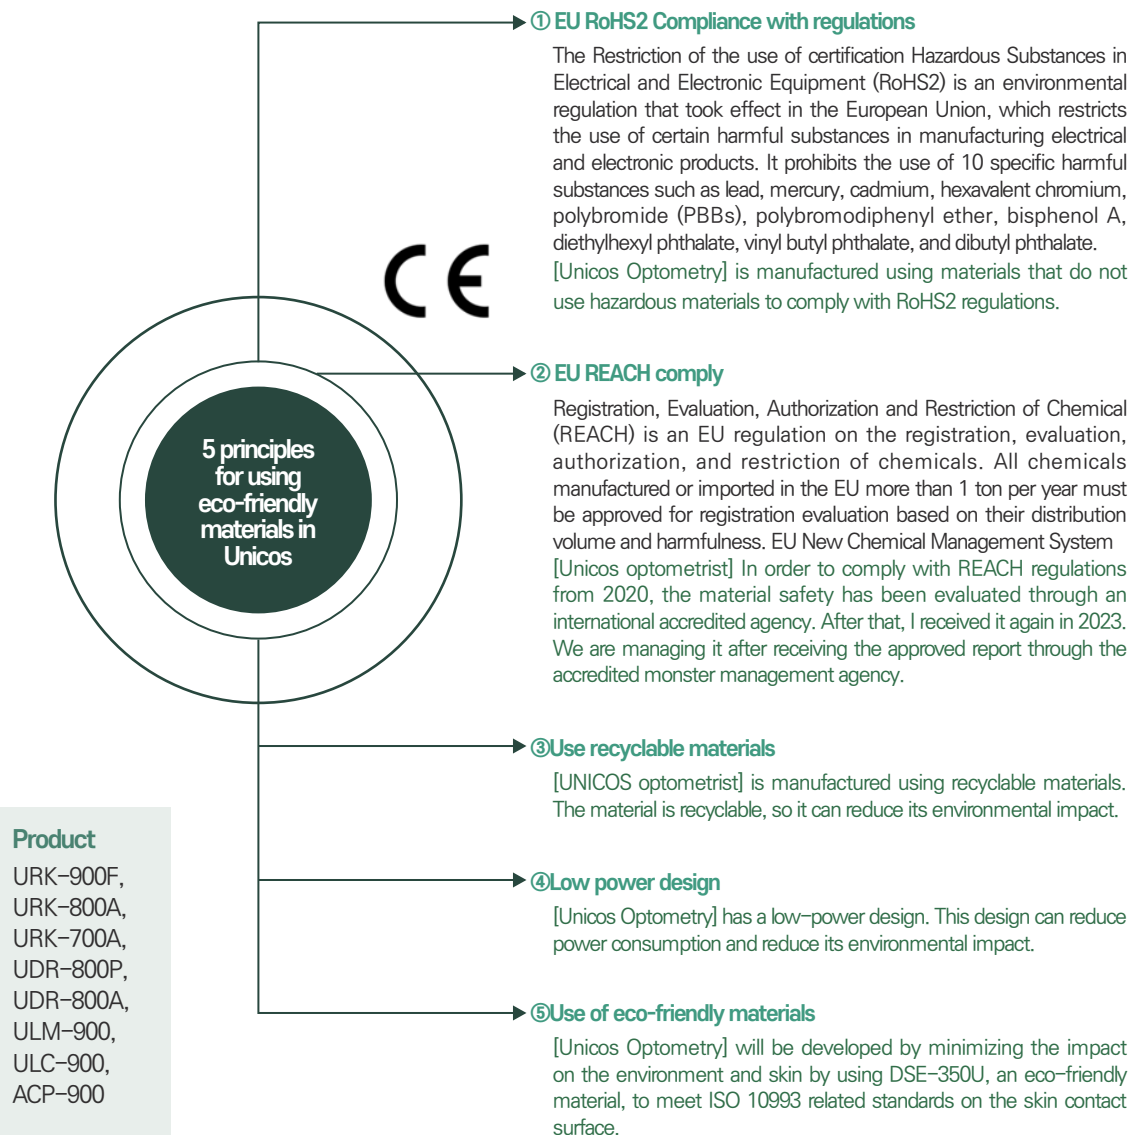 ① EU RoHS2 Compliance with regulations
The Restriction of the use of certification Hazardous Substances in
Electrical and Electronic Equipment (RoHS2) is an environmental
regulation that took effect in the European Union, which restricts
the use of certain harmful substances in manufacturing electrical
and electronic products. It prohibits the use of 10 specific harmful
substances such as lead, mercury, cadmium, hexavalent chromium,
polybromide (PBBs), polybromodiphenyl ether, bisphenol A,
diethylhexyl phthalate, vinyl butyl phthalate, and dibutyl phthalate.
[Unicos Optometry] is manufactured using materials that do not
use hazardous materials to comply with RoHS2 regulations.
CE
5 principles
for using
eco-friendly
materials in
Unicos
② EU REACH comply
Registration, Evaluation, Authorization and Restriction of Chemical
(REACH) is an EU regulation on the registration, evaluation,
authorization, and restriction of chemicals. All chemicals
manufactured or imported in the EU more than 1 ton per year must
be approved for registration evaluation based on their distribution
volume and harmfulness. EU New Chemical Management System
[Unicos optometrist] In order to comply with REACH regulations
from 2020, the material safety has been evaluated through an
international accredited agency. After that, I received it again in 2023.
We are managing it after receiving the approved report through the
accredited monster management agency.
③Use recyclable materials
[UNICOS optometrist] is manufactured using recyclable materials.
The material is recyclable, so it can reduce its environmental impact.
④Low power design
[Unicos Optometry] has a low-power design. This design can reduce
power consumption and reduce its environmental impact.
⑤Use of eco-friendly materials
[Unicos Optometry] will be developed by minimizing the impact
on the environment and skin by using DSE-350U, an eco-friendly
material, to meet ISO 10993 related standards on the skin contact
surface.
Product
URK-900F,
URK-800A,
URK-700A,
UDR-800P,
UDR-800A,
ULM-900,
ULC-900,
ACP-900